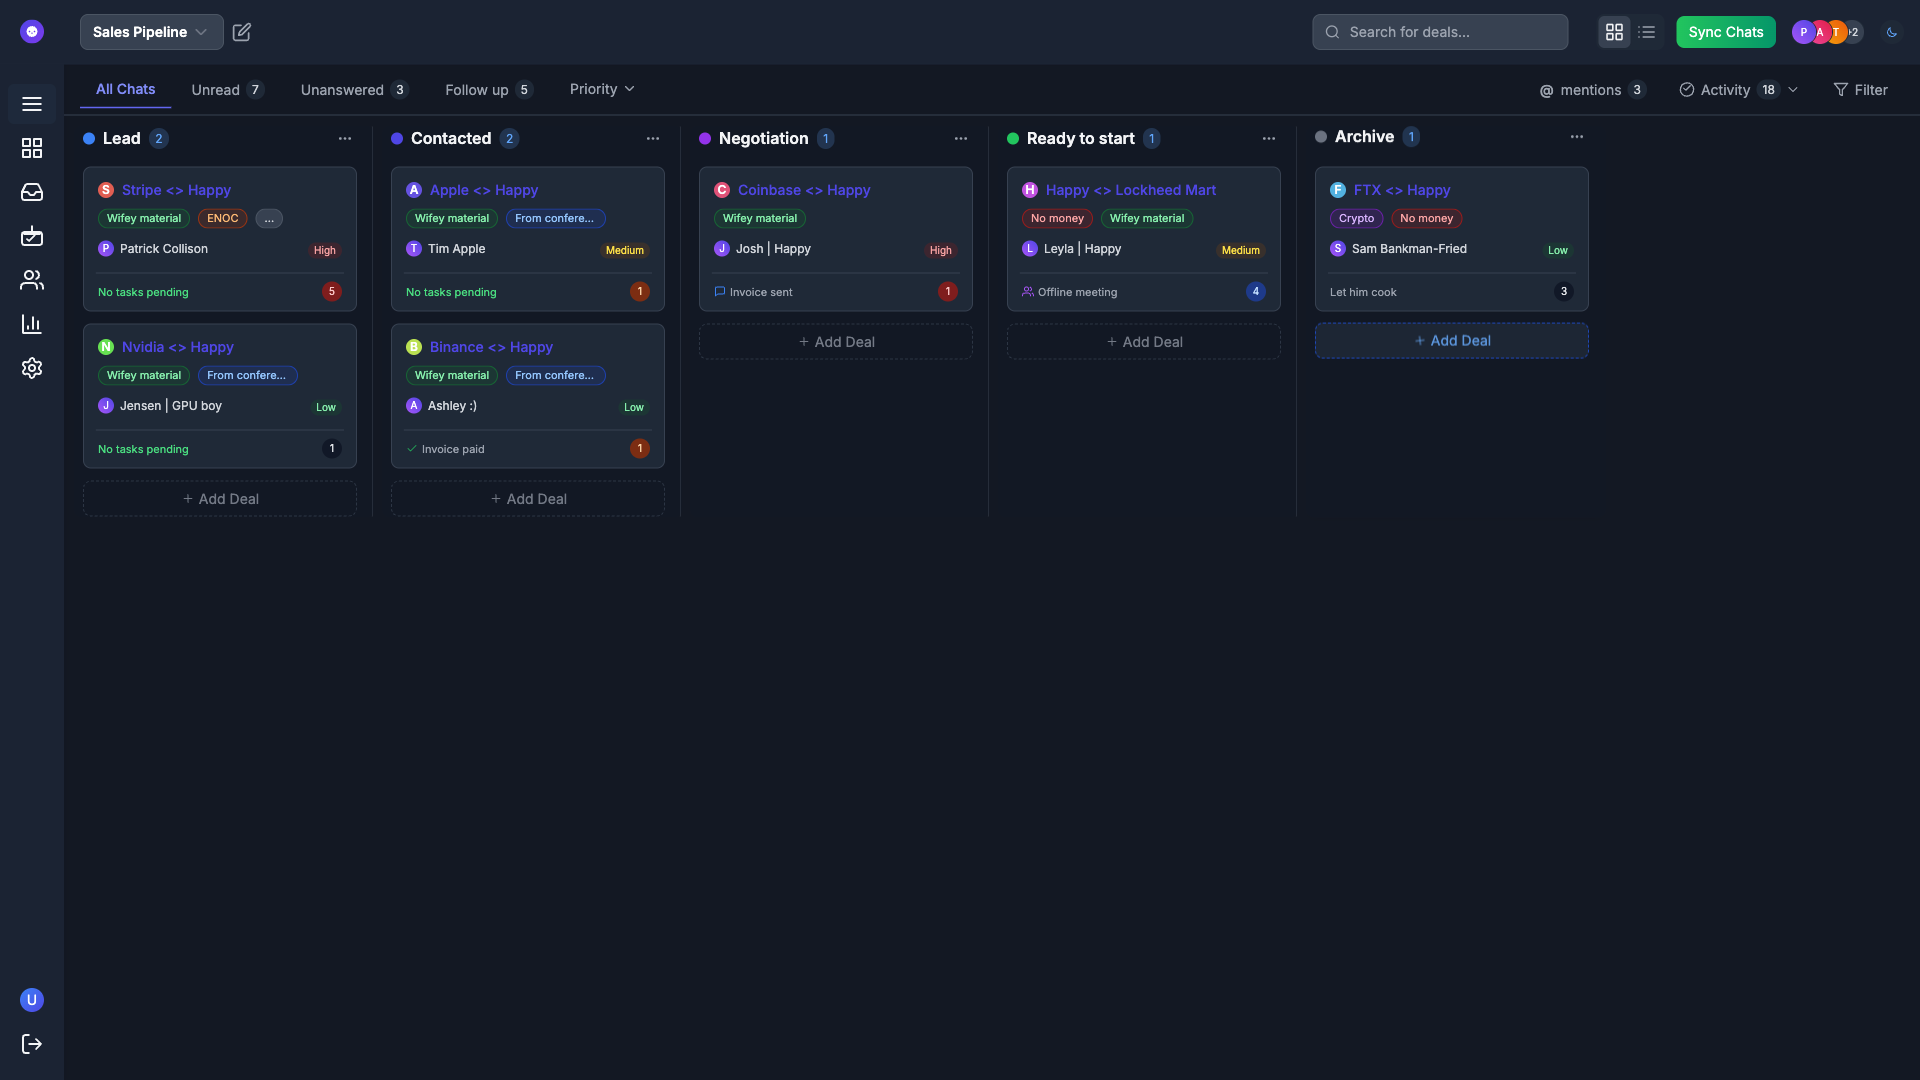 Sales Pipeline
Search for deals...
Sync Chats
P A T +2
All Chats
Unread 7
Unanswered 3
Follow up 5
Priority
@ mentions 3
Activity 18
Filter
Lead 2
S Stripe <> Happy
Wifey material ENOC ...
P Patrick Collison High
No tasks pending 5
N Nvidia <> Happy
Wifey material From confere...
J Jensen | GPU boy Low
No tasks pending 1
+ Add Deal
Contacted 2
A Apple <> Happy
Wifey material From confere...
T Tim Apple Medium
No tasks pending 1
B Binance <> Happy
Wifey material From confere...
A Ashley :) Low
Invoice paid 1
+ Add Deal
Negotiation 1
C Coinbase <> Happy
Wifey material
J Josh | Happy High
Invoice sent 1
+ Add Deal
Ready to start 1
H Happy <> Lockheed Mart
No money Wifey material
L Leyla | Happy Medium
Offline meeting 4
+ Add Deal
Archive 1
F FTX <> Happy
Crypto No money
S Sam Bankman-Fried Low
Let him cook 3
+ Add Deal
U